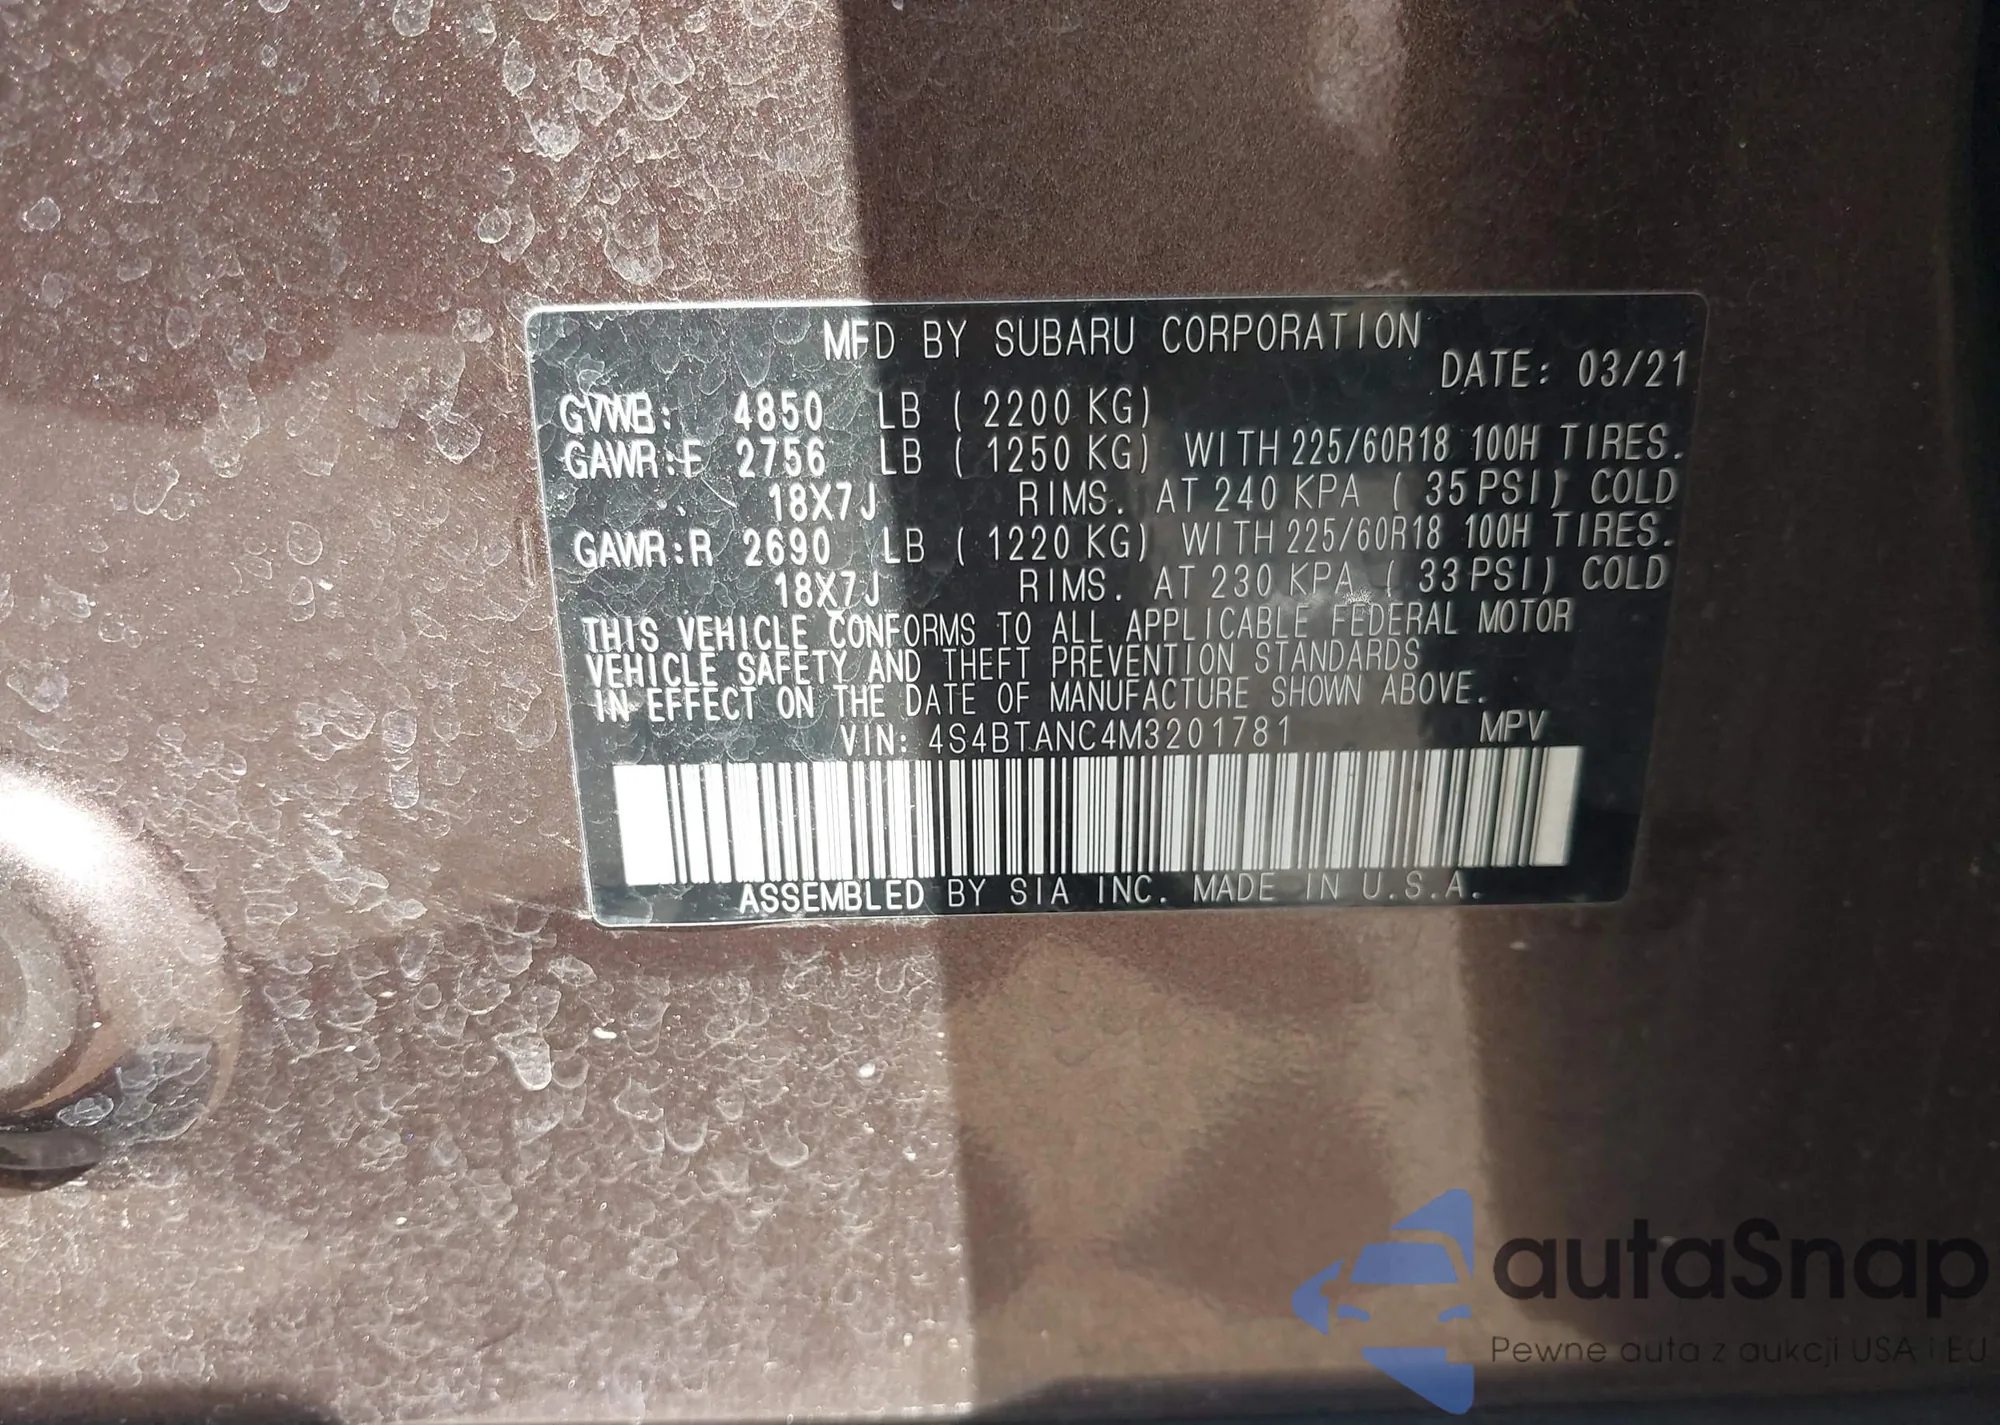 MFD BY SUBARU CORPORATION
DATE: 03/21
GVWB: 4850 LB ( 2200 KG)
GAWR:F 2756 LB ( 1250 KG) WITH 225/60R18 100H TIRES.
18X7J RIMS. AT 240 KPA ( 35 PSI) COLD
GAWR:R 2690 LB ( 1220 KG) WITH 225/60R18 100H TIRES.
18X7J RIMS. AT 230 KPA ( 33 PSI) COLD
THIS VEHICLE CONFORMS TO ALL APPLICABLE FEDERAL MOTOR
VEHICLE SAFETY AND THEFT PREVENTION STANDARDS
IN EFFECT ON THE DATE OF MANUFACTURE SHOWN ABOVE.
VIN: 4S4BTANC4M3201781 MPV
ASSEMBLED BY SIA INC. MADE IN U.S.A.
autaSnap
Pewne auta z aukcji USA i EU